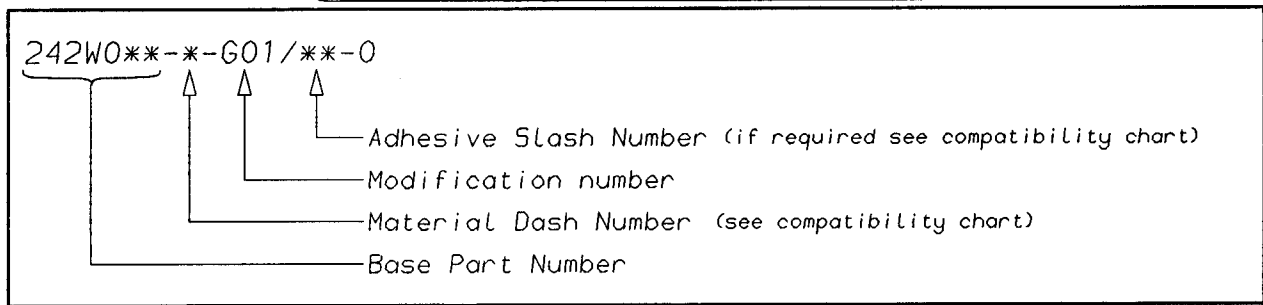 242W0**-*-G01/**-0
Adhesive Slash Number (if required see compatibility chart)
Modification number
Material Dash Number (see compatibility chart)
Base Part Number